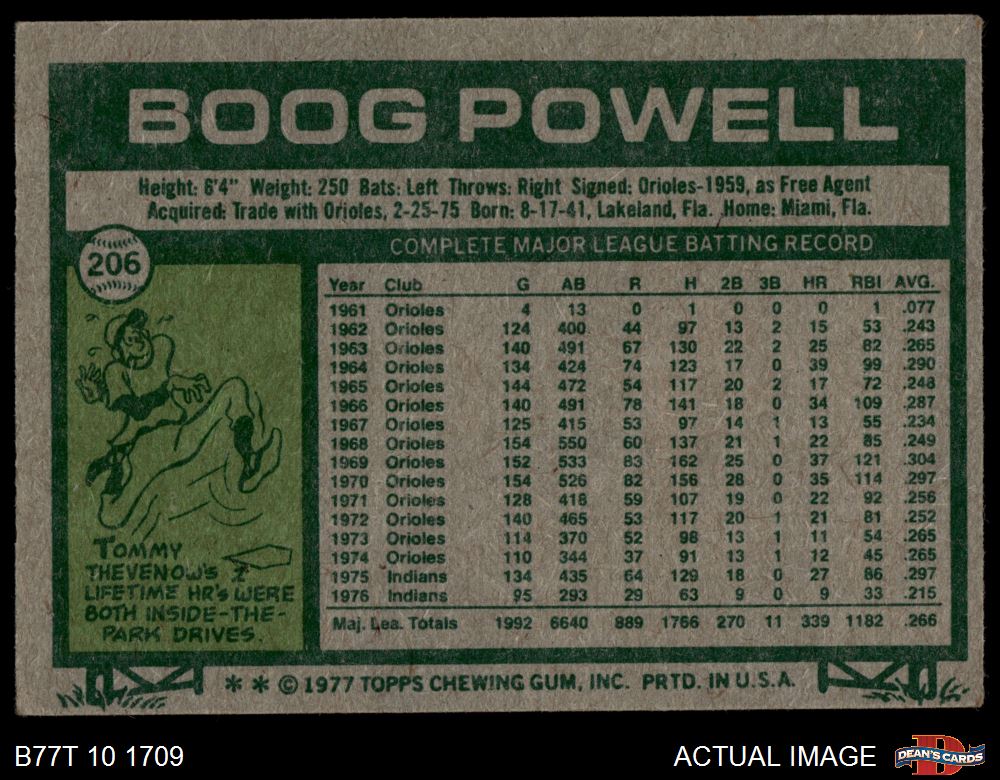 BOOG POWELL
Height: 6'4" Weight: 250 Bats: Left Throws: Right Signed: Orioles-1959, as Free Agent
Acquired: Trade with Orioles, 2-25-75 Born: 8-17-41, Lakeland, Fla. Home: Miami, Fla.
206
COMPLETE MAJOR LEAGUE BATTING RECORD
Year Club G AB R H 2B 3B HR RBI AVG.
1961 Orioles 4 13 0 1 0 0 0 1 .077
1962 Orioles 124 400 44 97 13 2 15 53 .243
1963 Orioles 140 491 67 130 22 2 25 82 .265
1964 Orioles 134 424 74 123 17 0 39 99 .290
1965 Orioles 144 472 54 117 20 2 17 72 .248
1966 Orioles 140 491 78 141 18 0 34 109 .287
1967 Orioles 125 415 53 97 14 1 13 55 .234
1968 Orioles 154 550 60 137 21 1 22 85 .249
1969 Orioles 152 533 83 162 25 0 37 121 .304
1970 Orioles 154 526 82 156 28 0 35 114 .297
1971 Orioles 128 418 59 107 19 0 22 92 .256
1972 Orioles 140 465 53 117 20 1 21 81 .252
1973 Orioles 114 370 52 98 13 1 11 54 .265
1974 Orioles 110 344 37 91 13 1 12 45 .265
1975 Indians 134 435 64 129 18 0 27 86 .297
1976 Indians 95 293 29 63 9 0 9 33 .215
Maj. Lea. Totals 1992 6640 889 1766 270 11 339 1182 .266
TOMMY
THEVENOW'S 2
LIFETIME HR'S WERE
BOTH INSIDE-THE-
PARK DRIVES.
** © 1977 TOPPS CHEWING GUM, INC. PRTD. IN U.S.A.
B77T 10 1709
ACTUAL IMAGE
D
DEAN'S CARDS